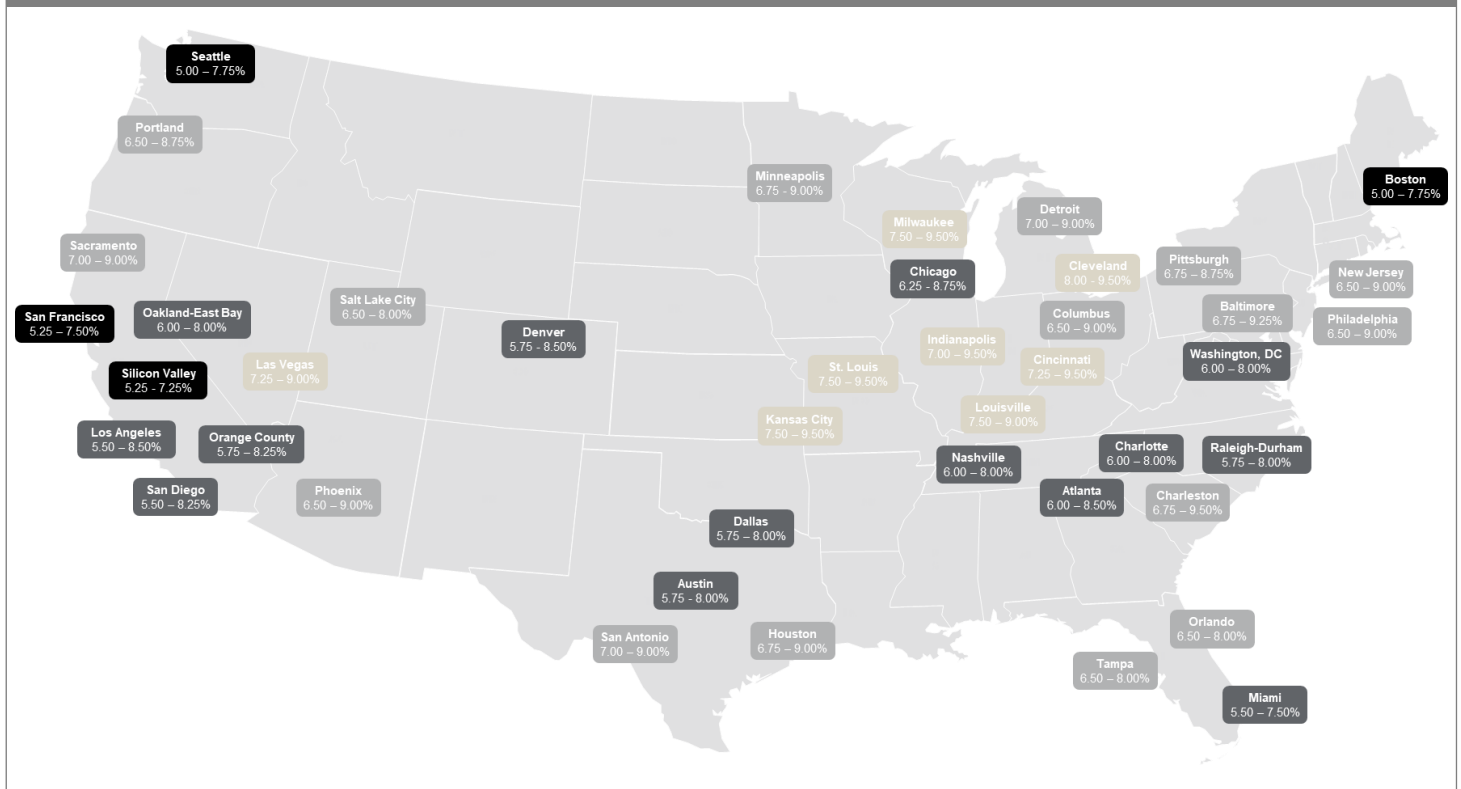 Seattle
5.00 – 7.75%
Portland
6.50 – 8.75%
Minneapolis
6.75 - 9.00%
Boston
5.00 – 7.75%
Milwaukee
7.50 – 9.50%
Detroit
7.00 – 9.00%
Sacramento
7.00 – 9.00%
Chicago
6.25 - 8.75%
Cleveland
8.00 - 9.50%
Pittsburgh
6.75 – 8.75%
New Jersey
6.50 – 9.00%
San Francisco
5.25 – 7.50%
Oakland-East Bay
6.00 – 8.00%
Salt Lake City
6.50 – 8.00%
Denver
5.75 - 8.50%
Columbus
6.50 – 9.00%
Baltimore
6.75 – 9.25%
Philadelphia
6.50 – 9.00%
Silicon Valley
5.25 - 7.25%
Las Vegas
7.25 – 9.00%
St. Louis
7.50 – 9.50%
Indianapolis
7.00 – 9.50%
Cincinnati
7.25 – 9.50%
Washington, DC
6.00 – 8.00%
Kansas City
7.50 – 9.50%
Louisville
7.50 – 9.00%
Los Angeles
5.50 – 8.50%
Orange County
5.75 – 8.25%
Nashville
6.00 – 8.00%
Charlotte
6.00 – 8.00%
Raleigh-Durham
5.75 – 8.00%
San Diego
5.50 – 8.25%
Phoenix
6.50 – 9.00%
Atlanta
6.00 – 8.50%
Charleston
6.75 – 9.50%
Dallas
5.75 – 8.00%
Austin
5.75 - 8.00%
San Antonio
7.00 – 9.00%
Houston
6.75 – 9.00%
Orlando
6.50 – 8.00%
Tampa
6.50 – 8.00%
Miami
5.50 – 7.50%